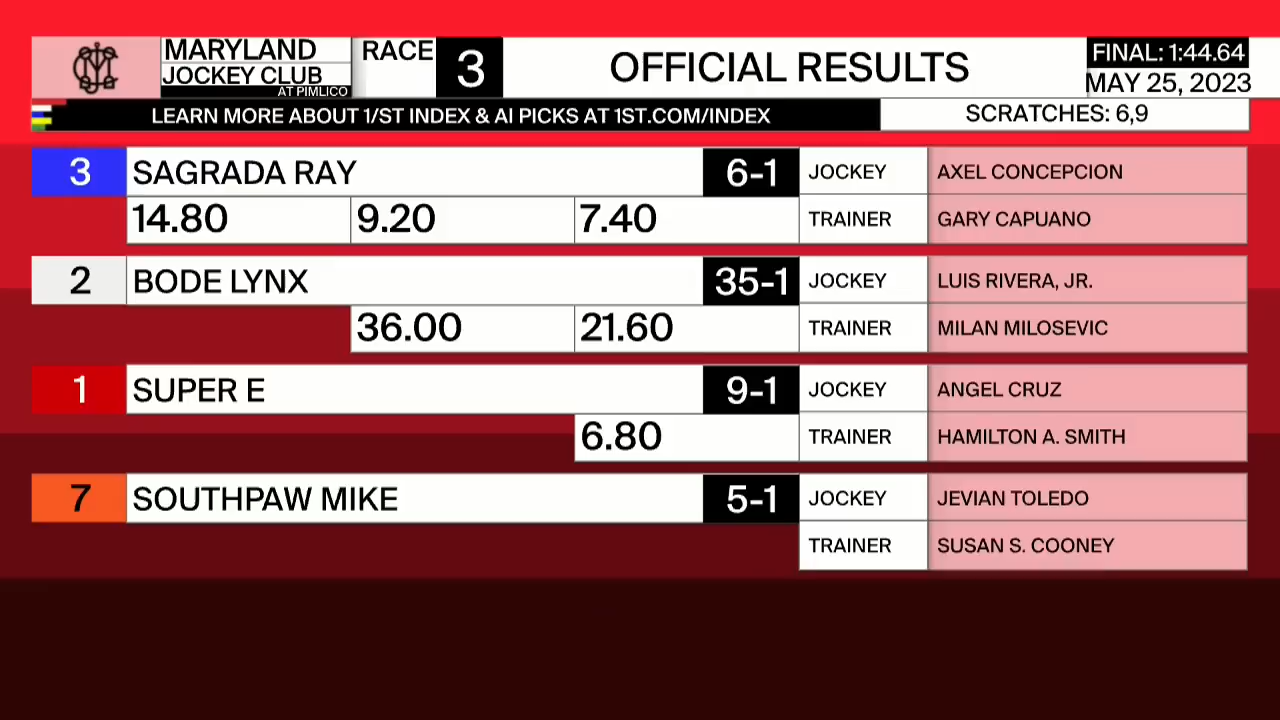 MARYLAND
JOCKEY CLUB
AT PIMLICO
RACE 3
OFFICIAL RESULTS
FINAL: 1:44.64
MAY 25, 2023
LEARN MORE ABOUT 1/ST INDEX & AI PICKS AT 1ST.COM/INDEX
SCRATCHES: 6,9
3 SAGRADA RAY 6-1 JOCKEY AXEL CONCEPCION
14.80 9.20 7.40 TRAINER GARY CAPUANO
2 BODE LYNX 35-1 JOCKEY LUIS RIVERA, JR.
36.00 21.60 TRAINER MILAN MILOSEVIC
1 SUPER E 9-1 JOCKEY ANGEL CRUZ
6.80 TRAINER HAMILTON A. SMITH
7 SOUTHPAW MIKE 5-1 JOCKEY JEVIAN TOLEDO
TRAINER SUSAN S. COONEY